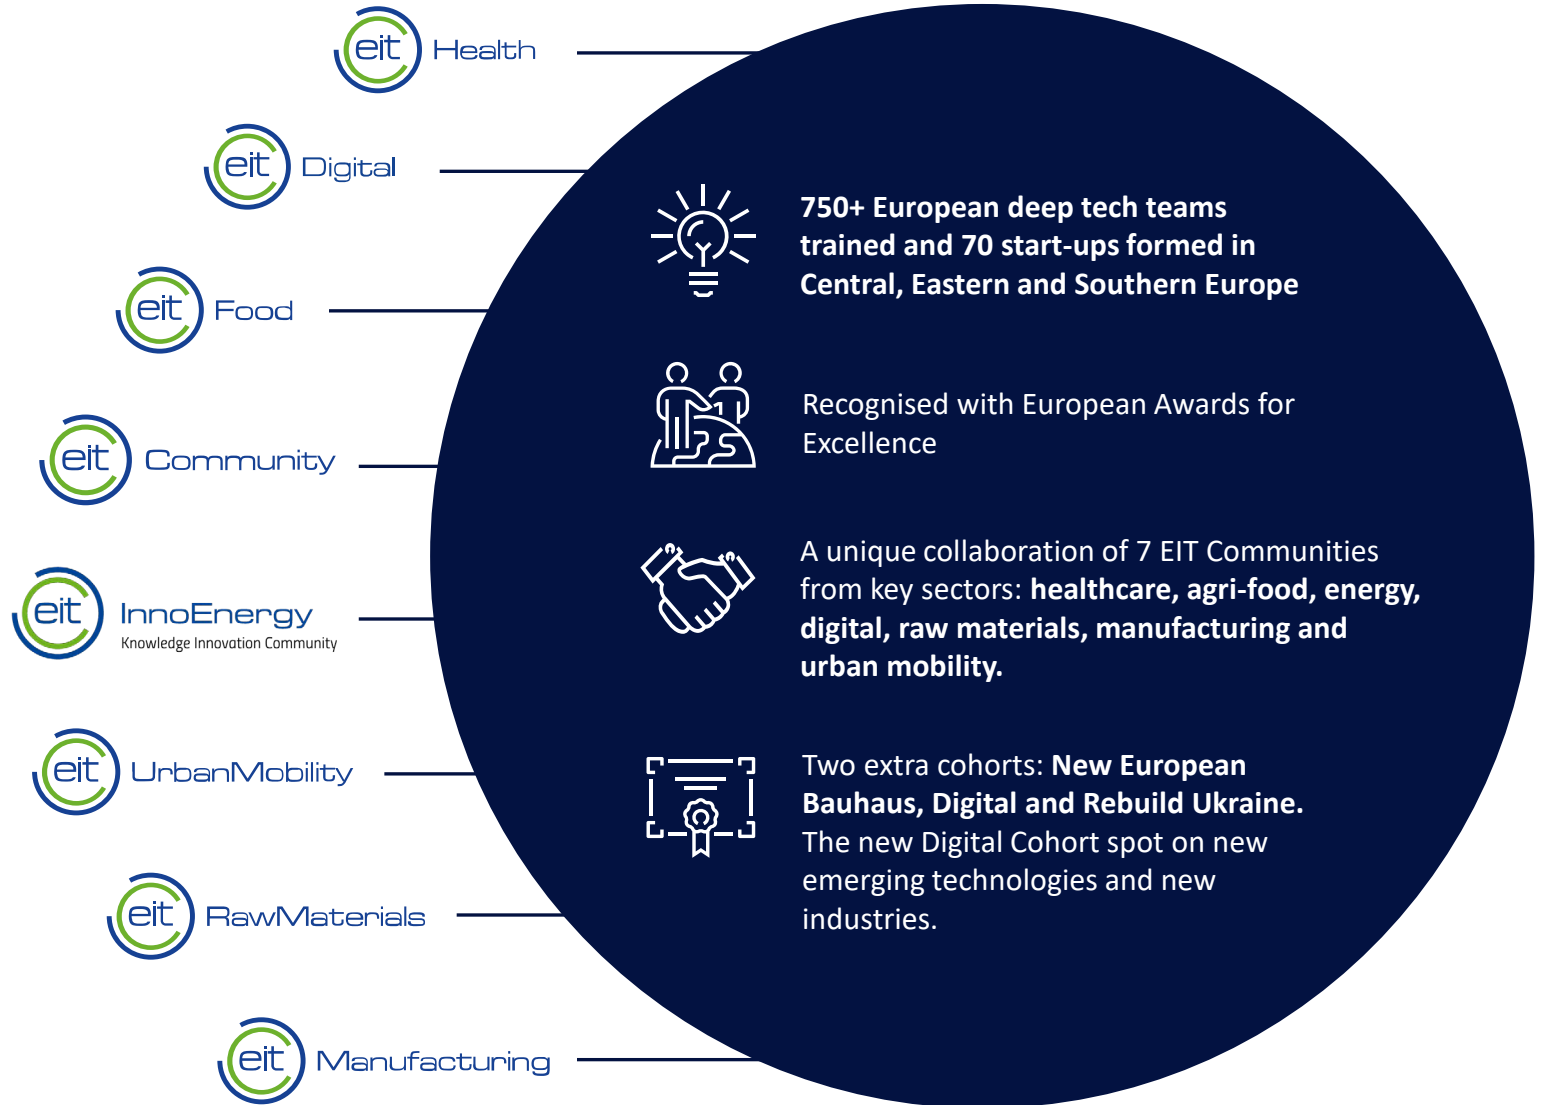 eit Health
eit Digital
eit Food
eit Community
eit InnoEnergy
Knowledge Innovation Community
eit UrbanMobility
eit RawMaterials
eit Manufacturing
750+ European deep tech teams
trained and 70 start-ups formed in
Central, Eastern and Southern Europe
Recognised with European Awards for
Excellence
A unique collaboration of 7 EIT Communities
from key sectors: healthcare, agri-food, energy,
digital, raw materials, manufacturing and
urban mobility.
Two extra cohorts: New European
Bauhaus, Digital and Rebuild Ukraine.
The new Digital Cohort spot on new
emerging technologies and new
industries.